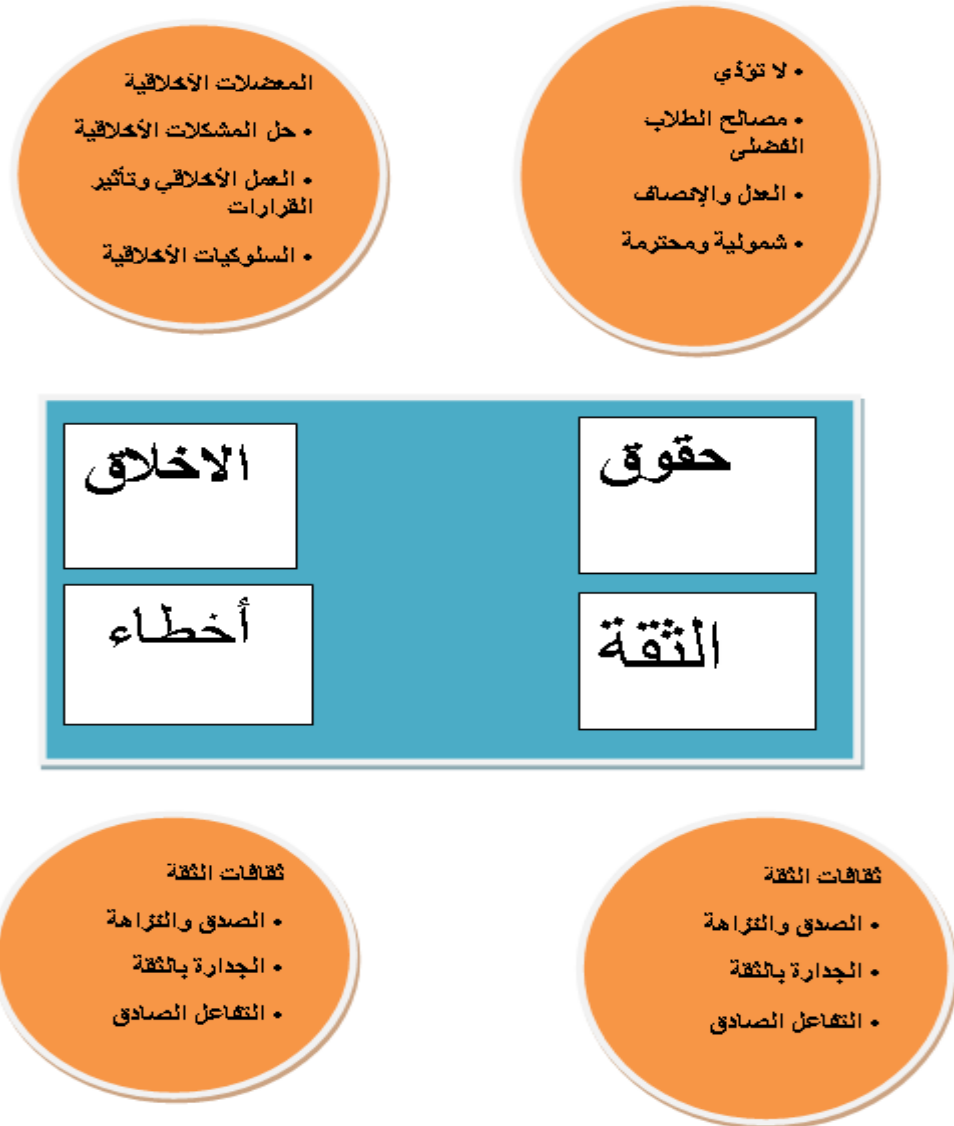 • لا تؤذي
• مصالح الطلاب
الفضلى
• العدل والإنصاف
• شمولية ومحترمة
المعضلات الأخلاقية
• حل المشكلات الأخلاقية
• العمل الأخلاقي وتأثير
القرارات
• السلوكيات الأخلاقية
حقوق
الاخلاق
الثقة
أخطاء
ثقافات الثقة
• الصدق والنزاهة
• الجدارة بالثقة
• التفاعل الصادق
ثقافات الثقة
• الصدق والنزاهة
• الجدارة بالثقة
• التفاعل الصادق